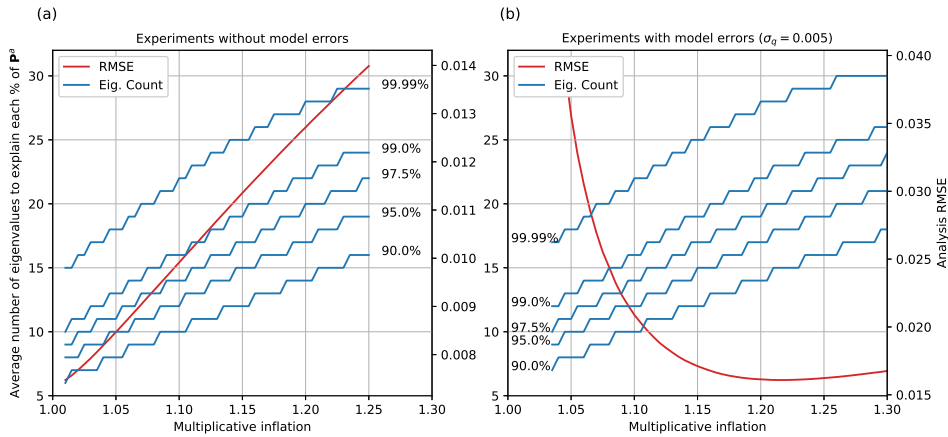 (a)
Experiments without model errors
Average number of eigenvalues to explain each % of P^a
30
25
20
15
10
5
RMSE
Eig. Count
99.99%
99.0%
97.5%
95.0%
90.0%
0.014
0.013
0.012
0.011
0.010
0.009
0.008
1.00 1.05 1.10 1.15 1.20 1.25 1.30
Multiplicative inflation
(b)
Experiments with model errors (σ_q = 0.005)
30
25
20
15
10
5
RMSE
Eig. Count
99.99%
99.0%
97.5%
95.0%
90.0%
0.040
0.035
0.030
0.025
0.020
0.015
Analysis RMSE
1.00 1.05 1.10 1.15 1.20 1.25 1.30
Multiplicative inflation